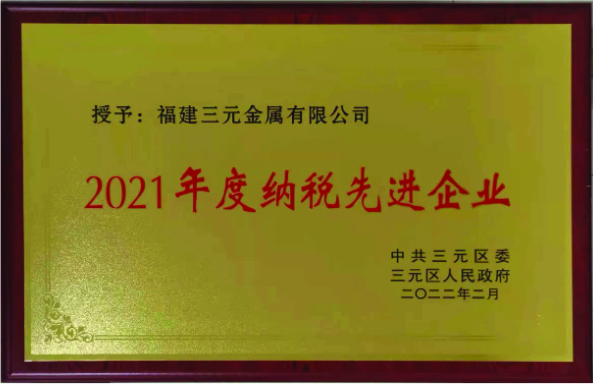 授予：福建三元金属有限公司
2021年度纳税先进企业
中共三元区委
三元区人民政府
二〇二二年二月